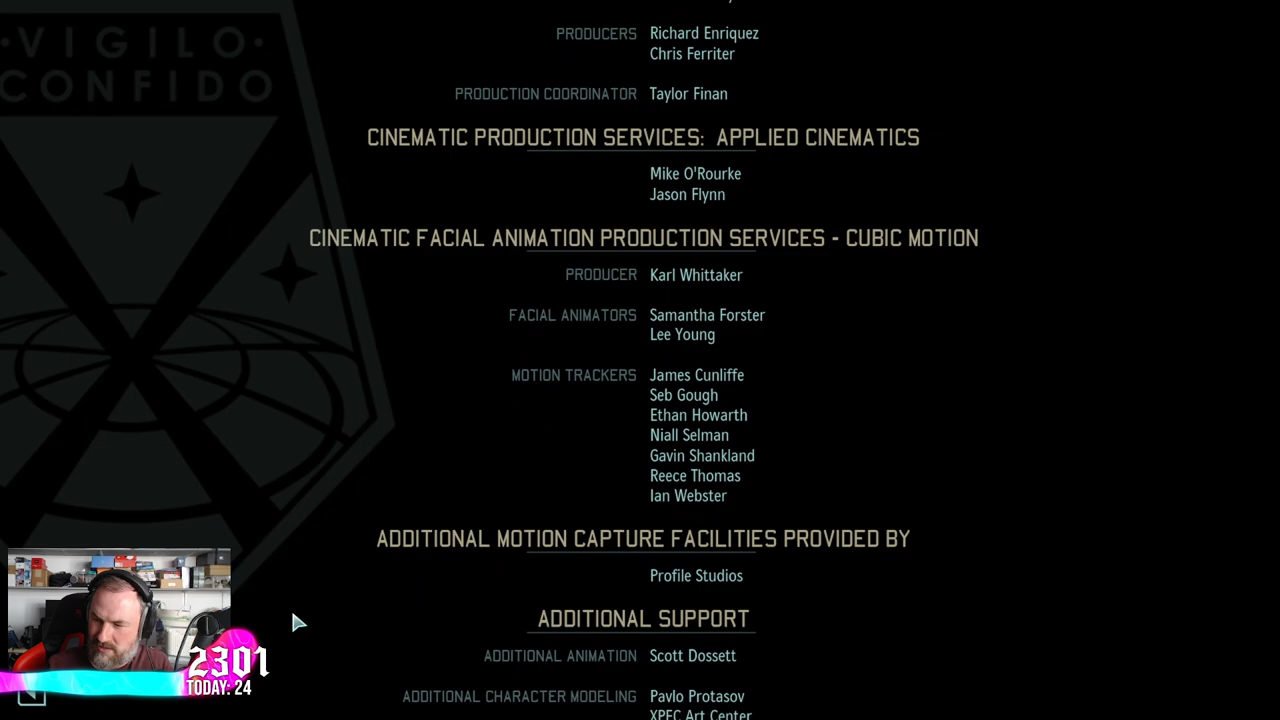 ·VIGILO·
CONFIDO
PRODUCERS Richard Enriquez
Chris Ferriter
PRODUCTION COORDINATOR Taylor Finan
CINEMATIC PRODUCTION SERVICES: APPLIED CINEMATICS
Mike O'Rourke
Jason Flynn
CINEMATIC FACIAL ANIMATION PRODUCTION SERVICES - CUBIC MOTION
PRODUCER Karl Whittaker
FACIAL ANIMATORS Samantha Forster
Lee Young
MOTION TRACKERS James Cunliffe
Seb Gough
Ethan Howarth
Niall Selman
Gavin Shankland
Reece Thomas
Ian Webster
ADDITIONAL MOTION CAPTURE FACILITIES PROVIDED BY
Profile Studios
ADDITIONAL SUPPORT
ADDITIONAL ANIMATION Scott Dossett
ADDITIONAL CHARACTER MODELING Pavlo Protasov
XPEC Art Center
2301
TODAY: 24